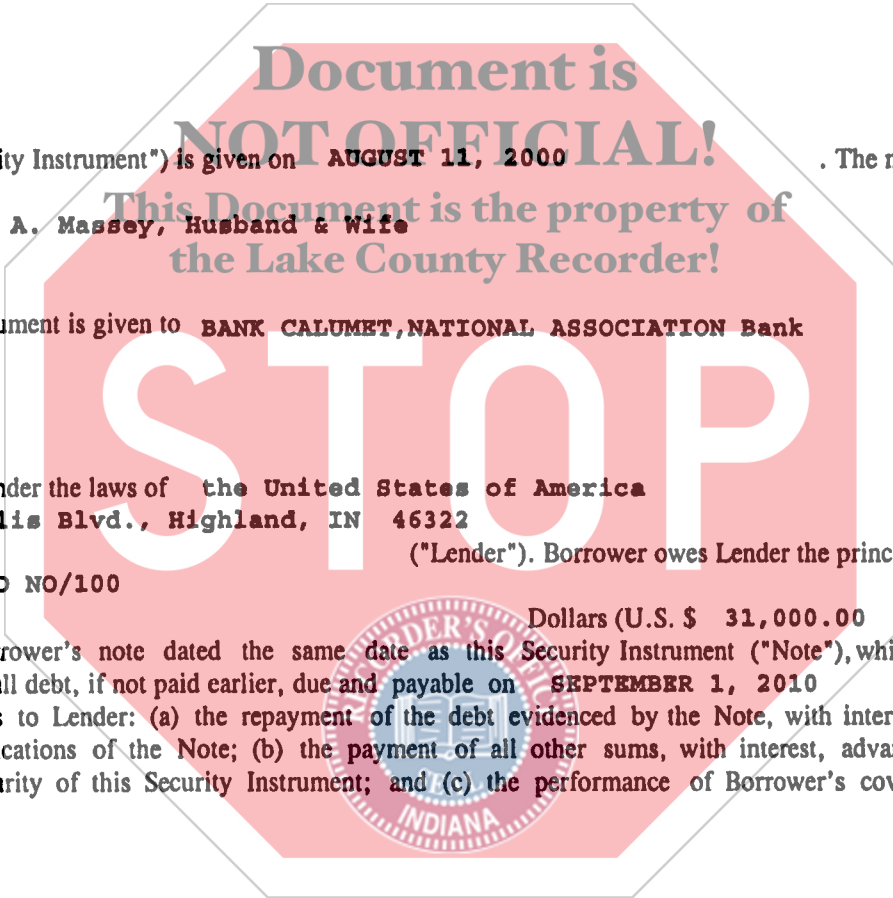 Document is
NOT OFFICIAL!
ity Instrument") is given on AUGUST 11, 2000 . The
This Document is the property of
A. Massey, Husband & Wife
the Lake County Recorder!
ument is given to BANK CALUMET,NATIONAL ASSOCIATION Bank
STOP
nder the laws of the United States of America
lis Blvd., Highland, IN 46322
("Lender"). Borrower owes Lender the princ
NO/100
Dollars (U.S. $ 31,000.00
rower's note dated the same date as this Security Instrument ("Note"), whi
ll debt, if not paid earlier, due and payable on SEPTEMBER 1, 2010
s to Lender: (a) the repayment of the debt evidenced by the Note, with inter
ications of the Note; (b) the payment of all other sums, with interest, adva
urity of this Security Instrument; and (c) the performance of Borrower's cov
RECORDER'S OFFIC
INDIANA